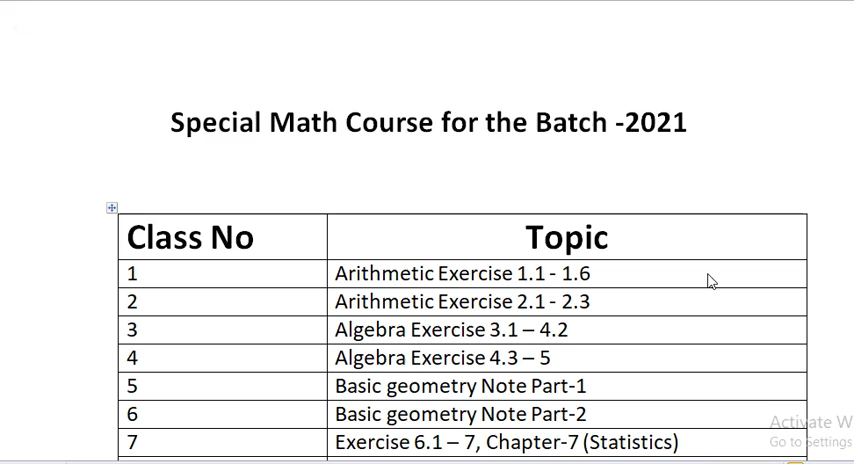 Special Math Course for the Batch -2021
Class No Topic
1 Arithmetic Exercise 1.1 - 1.6
2 Arithmetic Exercise 2.1 - 2.3
3 Algebra Exercise 3.1 – 4.2
4 Algebra Exercise 4.3 – 5
5 Basic geometry Note Part-1
6 Basic geometry Note Part-2
7 Exercise 6.1 – 7, Chapter-7 (Statistics)
Activate W
Go to Settings